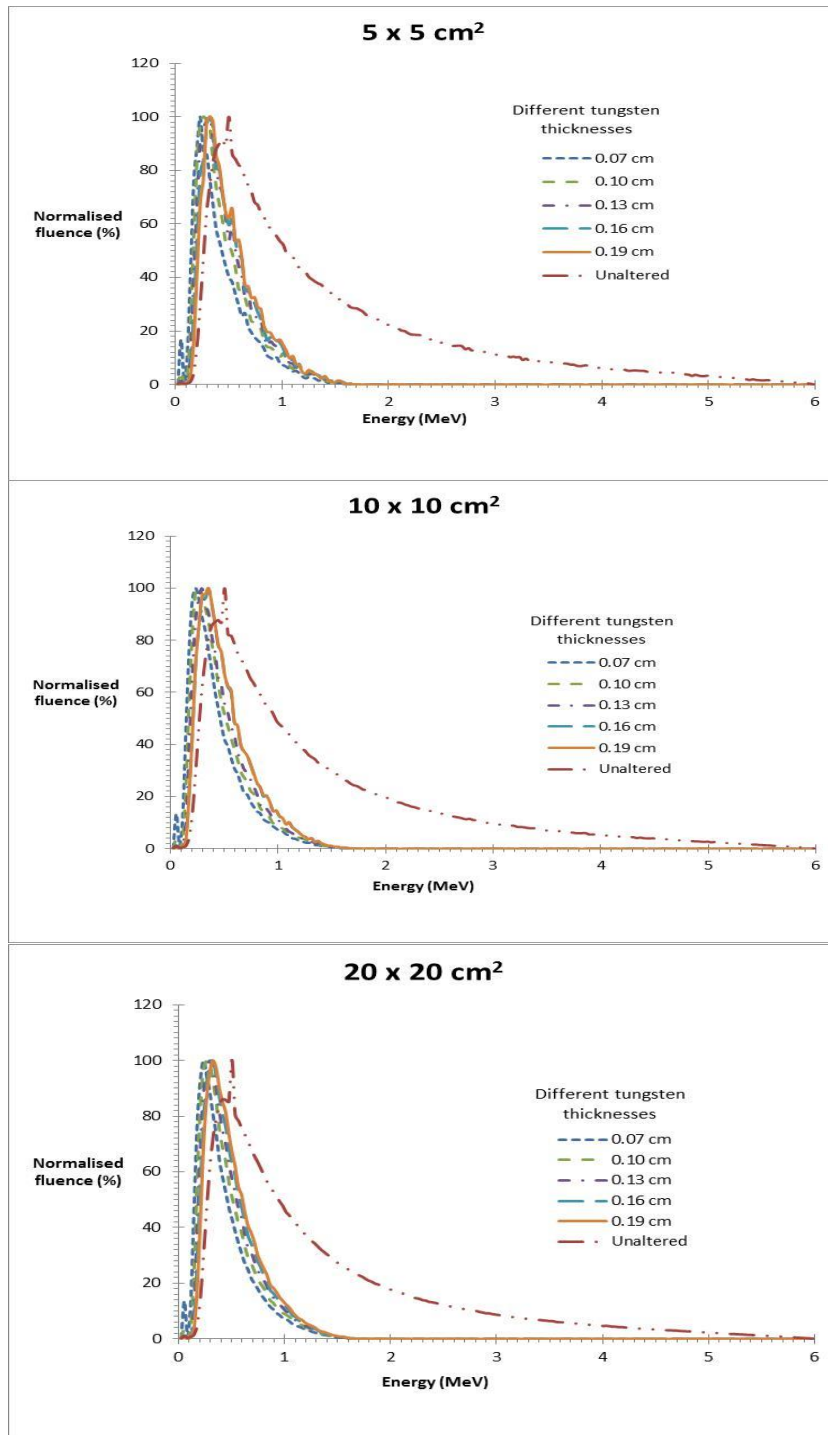 5 x 5 cm²
120
100
80
60
40
20
0
Normalised
fluence (%)
Different tungsten
thicknesses
0.07 cm
0.10 cm
0.13 cm
0.16 cm
0.19 cm
Unaltered
0 1 2 3 4 5 6
Energy (MeV)
10 x 10 cm²
120
100
80
60
40
20
0
Normalised
fluence (%)
Different tungsten
thicknesses
0.07 cm
0.10 cm
0.13 cm
0.16 cm
0.19 cm
Unaltered
0 1 2 3 4 5 6
Energy (MeV)
20 x 20 cm²
120
100
80
60
40
20
0
Normalised
fluence (%)
Different tungsten
thicknesses
0.07 cm
0.10 cm
0.13 cm
0.16 cm
0.19 cm
Unaltered
0 1 2 3 4 5 6
Energy (MeV)